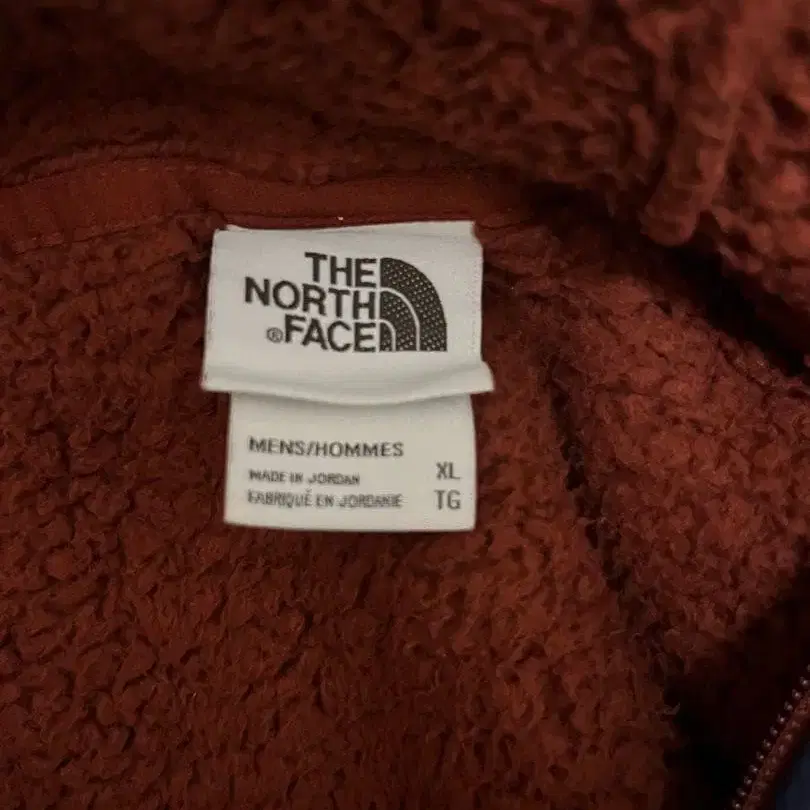 THE
NORTH
®FACE
MENS/HOMMES
MADE IN JORDAN XL
FABRIQUÉ EN JORDANIE TG